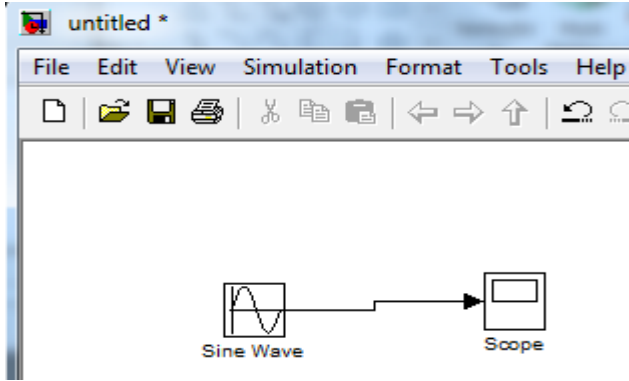 untitled *
File Edit View Simulation Format Tools Help
Sine Wave
Scope